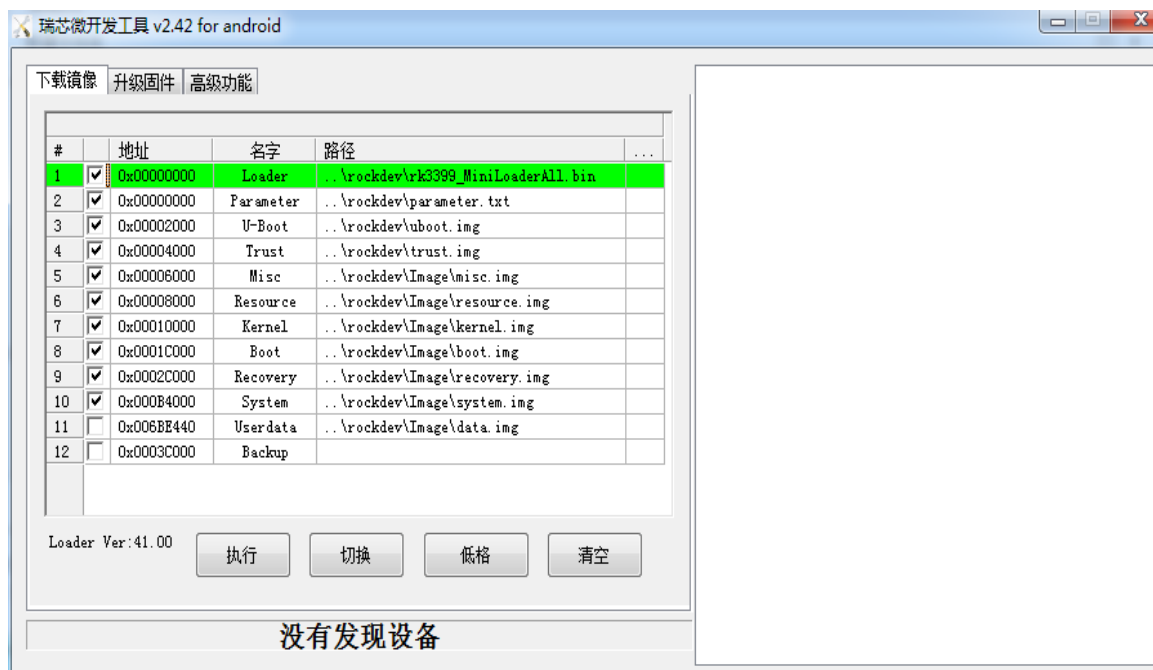 瑞芯微开发工具 v2.42 for android
下载镜像 升级固件 高级功能
# 地址 名字 路径 ...
1 0x00000000 Loader ..\rockdev\rk3399_MiniLoaderAll.bin
2 0x00000000 Parameter ..\rockdev\parameter.txt
3 0x00002000 U-Boot ..\rockdev\uboot.img
4 0x00004000 Trust ..\rockdev\trust.img
5 0x00006000 Misc ..\rockdev\Image\misc.img
6 0x00008000 Resource ..\rockdev\Image\resource.img
7 0x00010000 Kernel ..\rockdev\Image\kernel.img
8 0x0001C000 Boot ..\rockdev\Image\boot.img
9 0x0002C000 Recovery ..\rockdev\Image\recovery.img
10 0x000B4000 System ..\rockdev\Image\system.img
11 0x006BE440 Userdata ..\rockdev\Image\data.img
12 0x0003C000 Backup
Loader Ver:41.00 执行 切换 低格 清空
没有发现设备